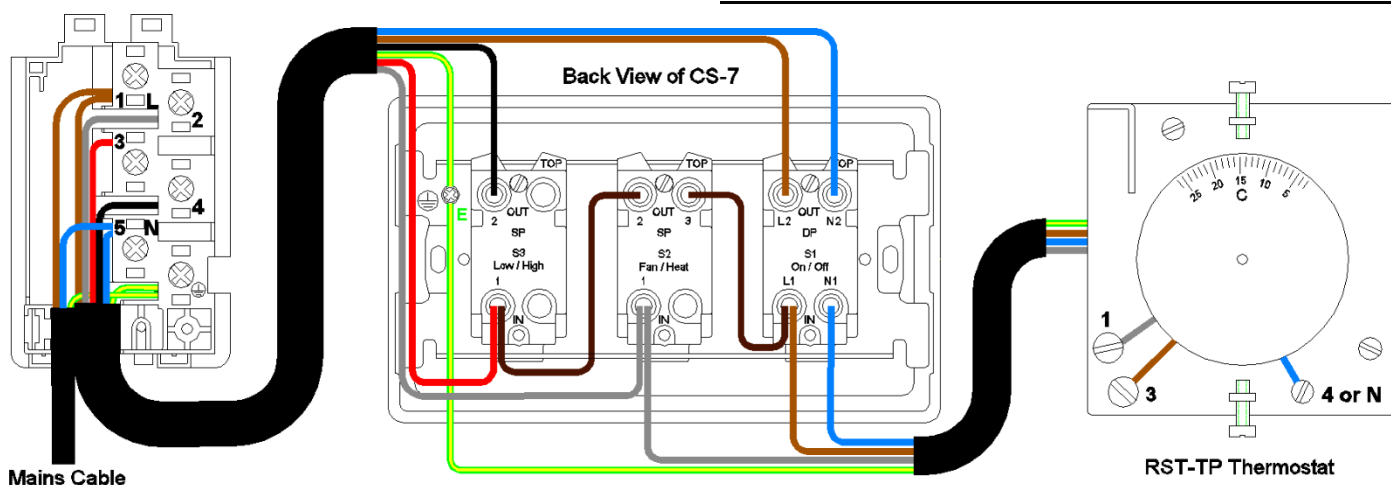 Back View of CS-7
1 L
2
3
4
5 N
Mains Cable
E
TOP
2 OUT
SP
S3
Low / High
1
IN
TOP
2 OUT 3
SP
S2
Fan / Heat
1
IN
TOP
L2 OUT N2
DP
S1
On / Off
L1 N1
IN
25 20 15 10 5
C
1
3
4 or N
RST-TP Thermostat